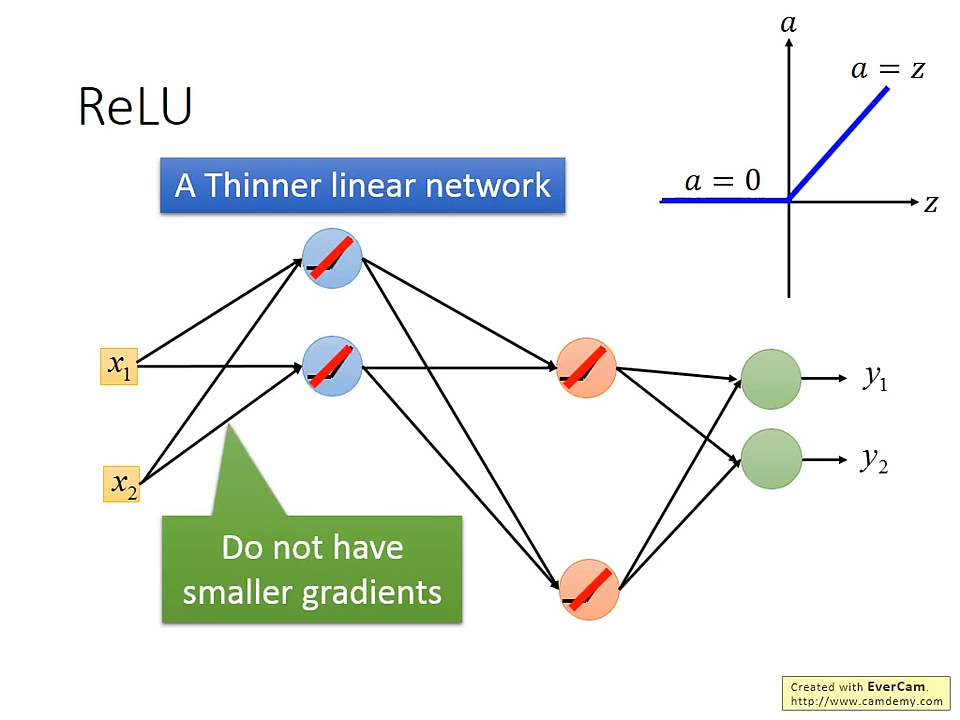 a
a = z
ReLU
A Thinner linear network
a = 0
z
x₁
y₁
x₂
y₂
Do not have
smaller gradients
Created with EverCam.
http://www.camdemy.com